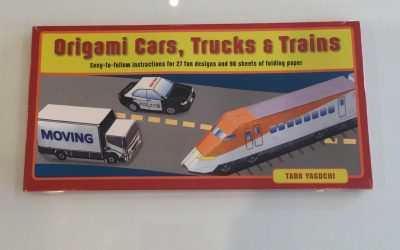 Origami Cars, Trucks & Trains
Easy-to-follow instructions for 27 fun designs and 96 sheets of folding paper
POLICE
MOVING
TARO YAGUCHI